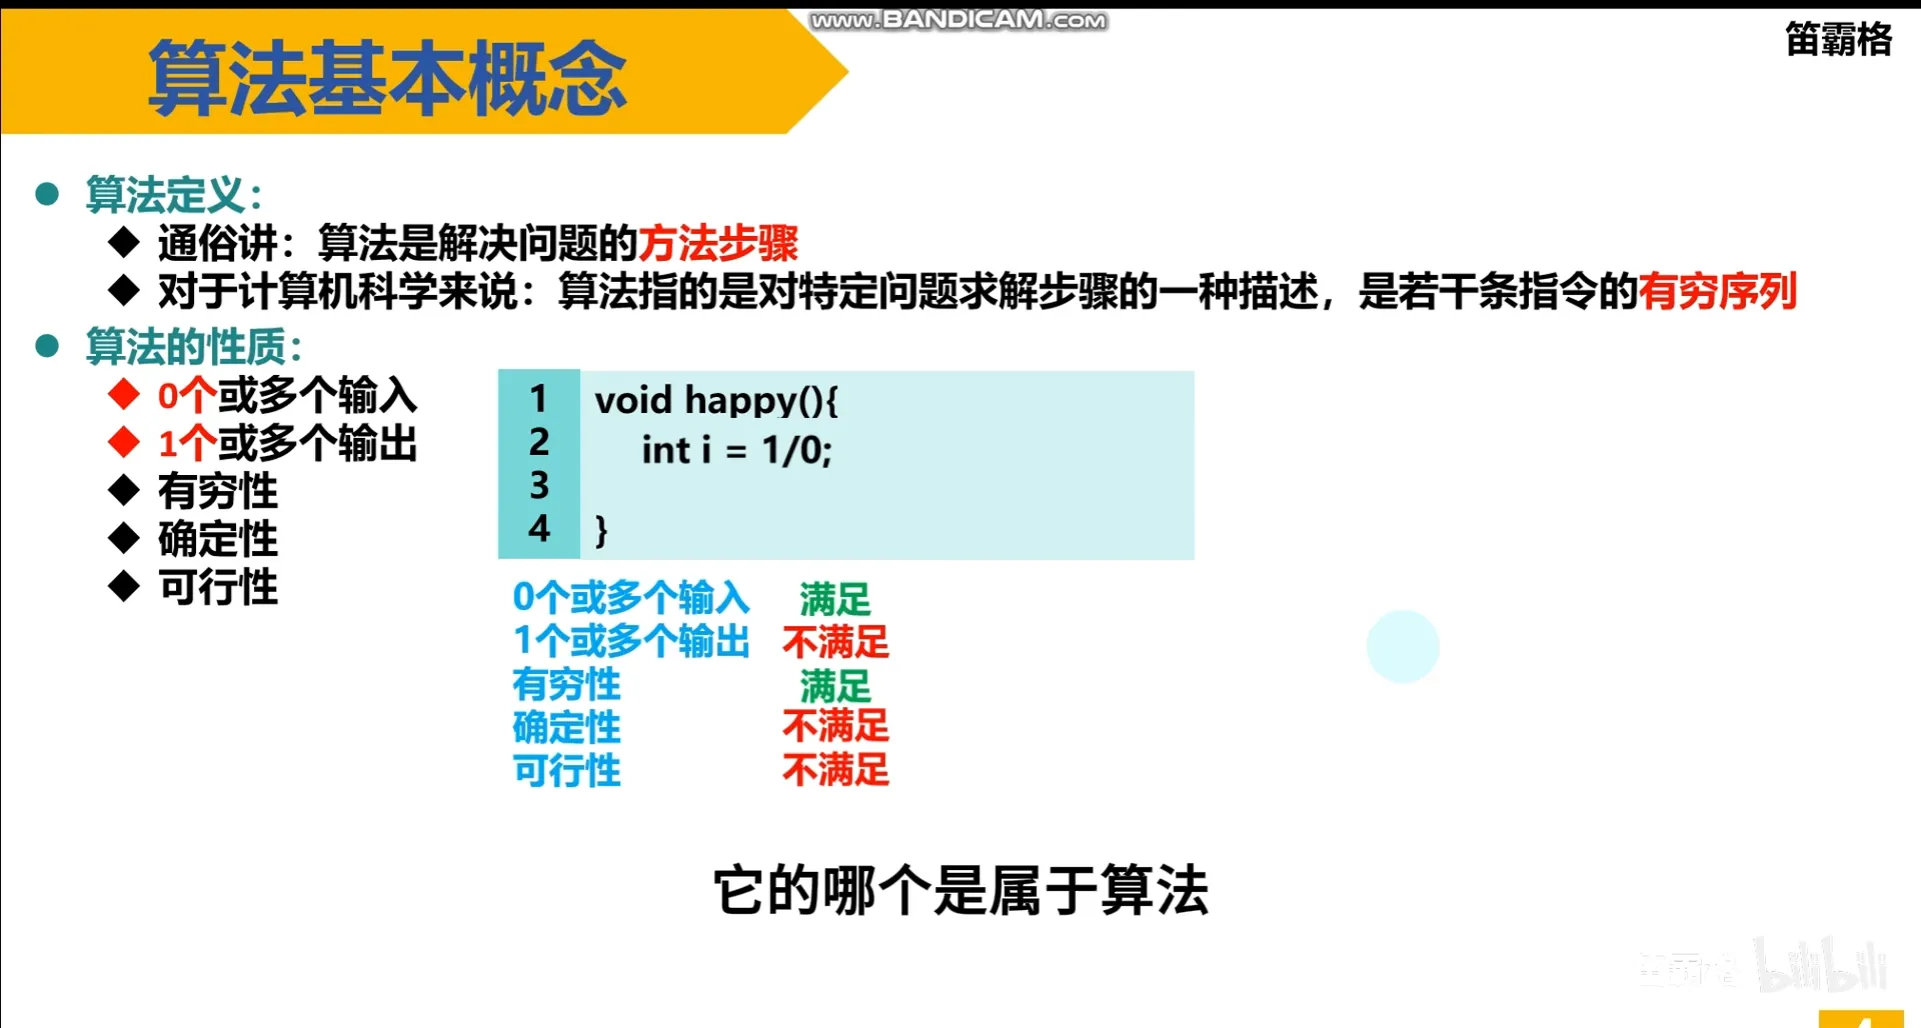 www.BANDICAM.com
笛霸格
算法基本概念
算法定义：
通俗讲：算法是解决问题的方法步骤
对于计算机科学来说：算法指的是对特定问题求解步骤的一种描述，是若干条指令的有穷序列
算法的性质：
0个或多个输入
1个或多个输出
有穷性
确定性
可行性
1 void happy(){
2 int i = 1/0;
3
4 }
0个或多个输入 满足
1个或多个输出 不满足
有穷性 满足
确定性 不满足
可行性 不满足
它的哪个是属于算法
笛霸格 bilibili